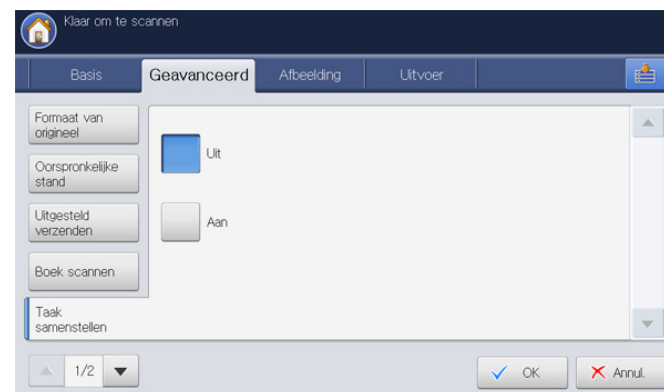 Klaar om te scannen
Basis
Geavanceerd
Afbeelding
Uitvoer
Formaat van
origineel
Oorspronkelijke
stand
Uitgesteld
verzenden
Boek scannen
Taak
samenstellen
Uit
Aan
1/2
OK
Annul.